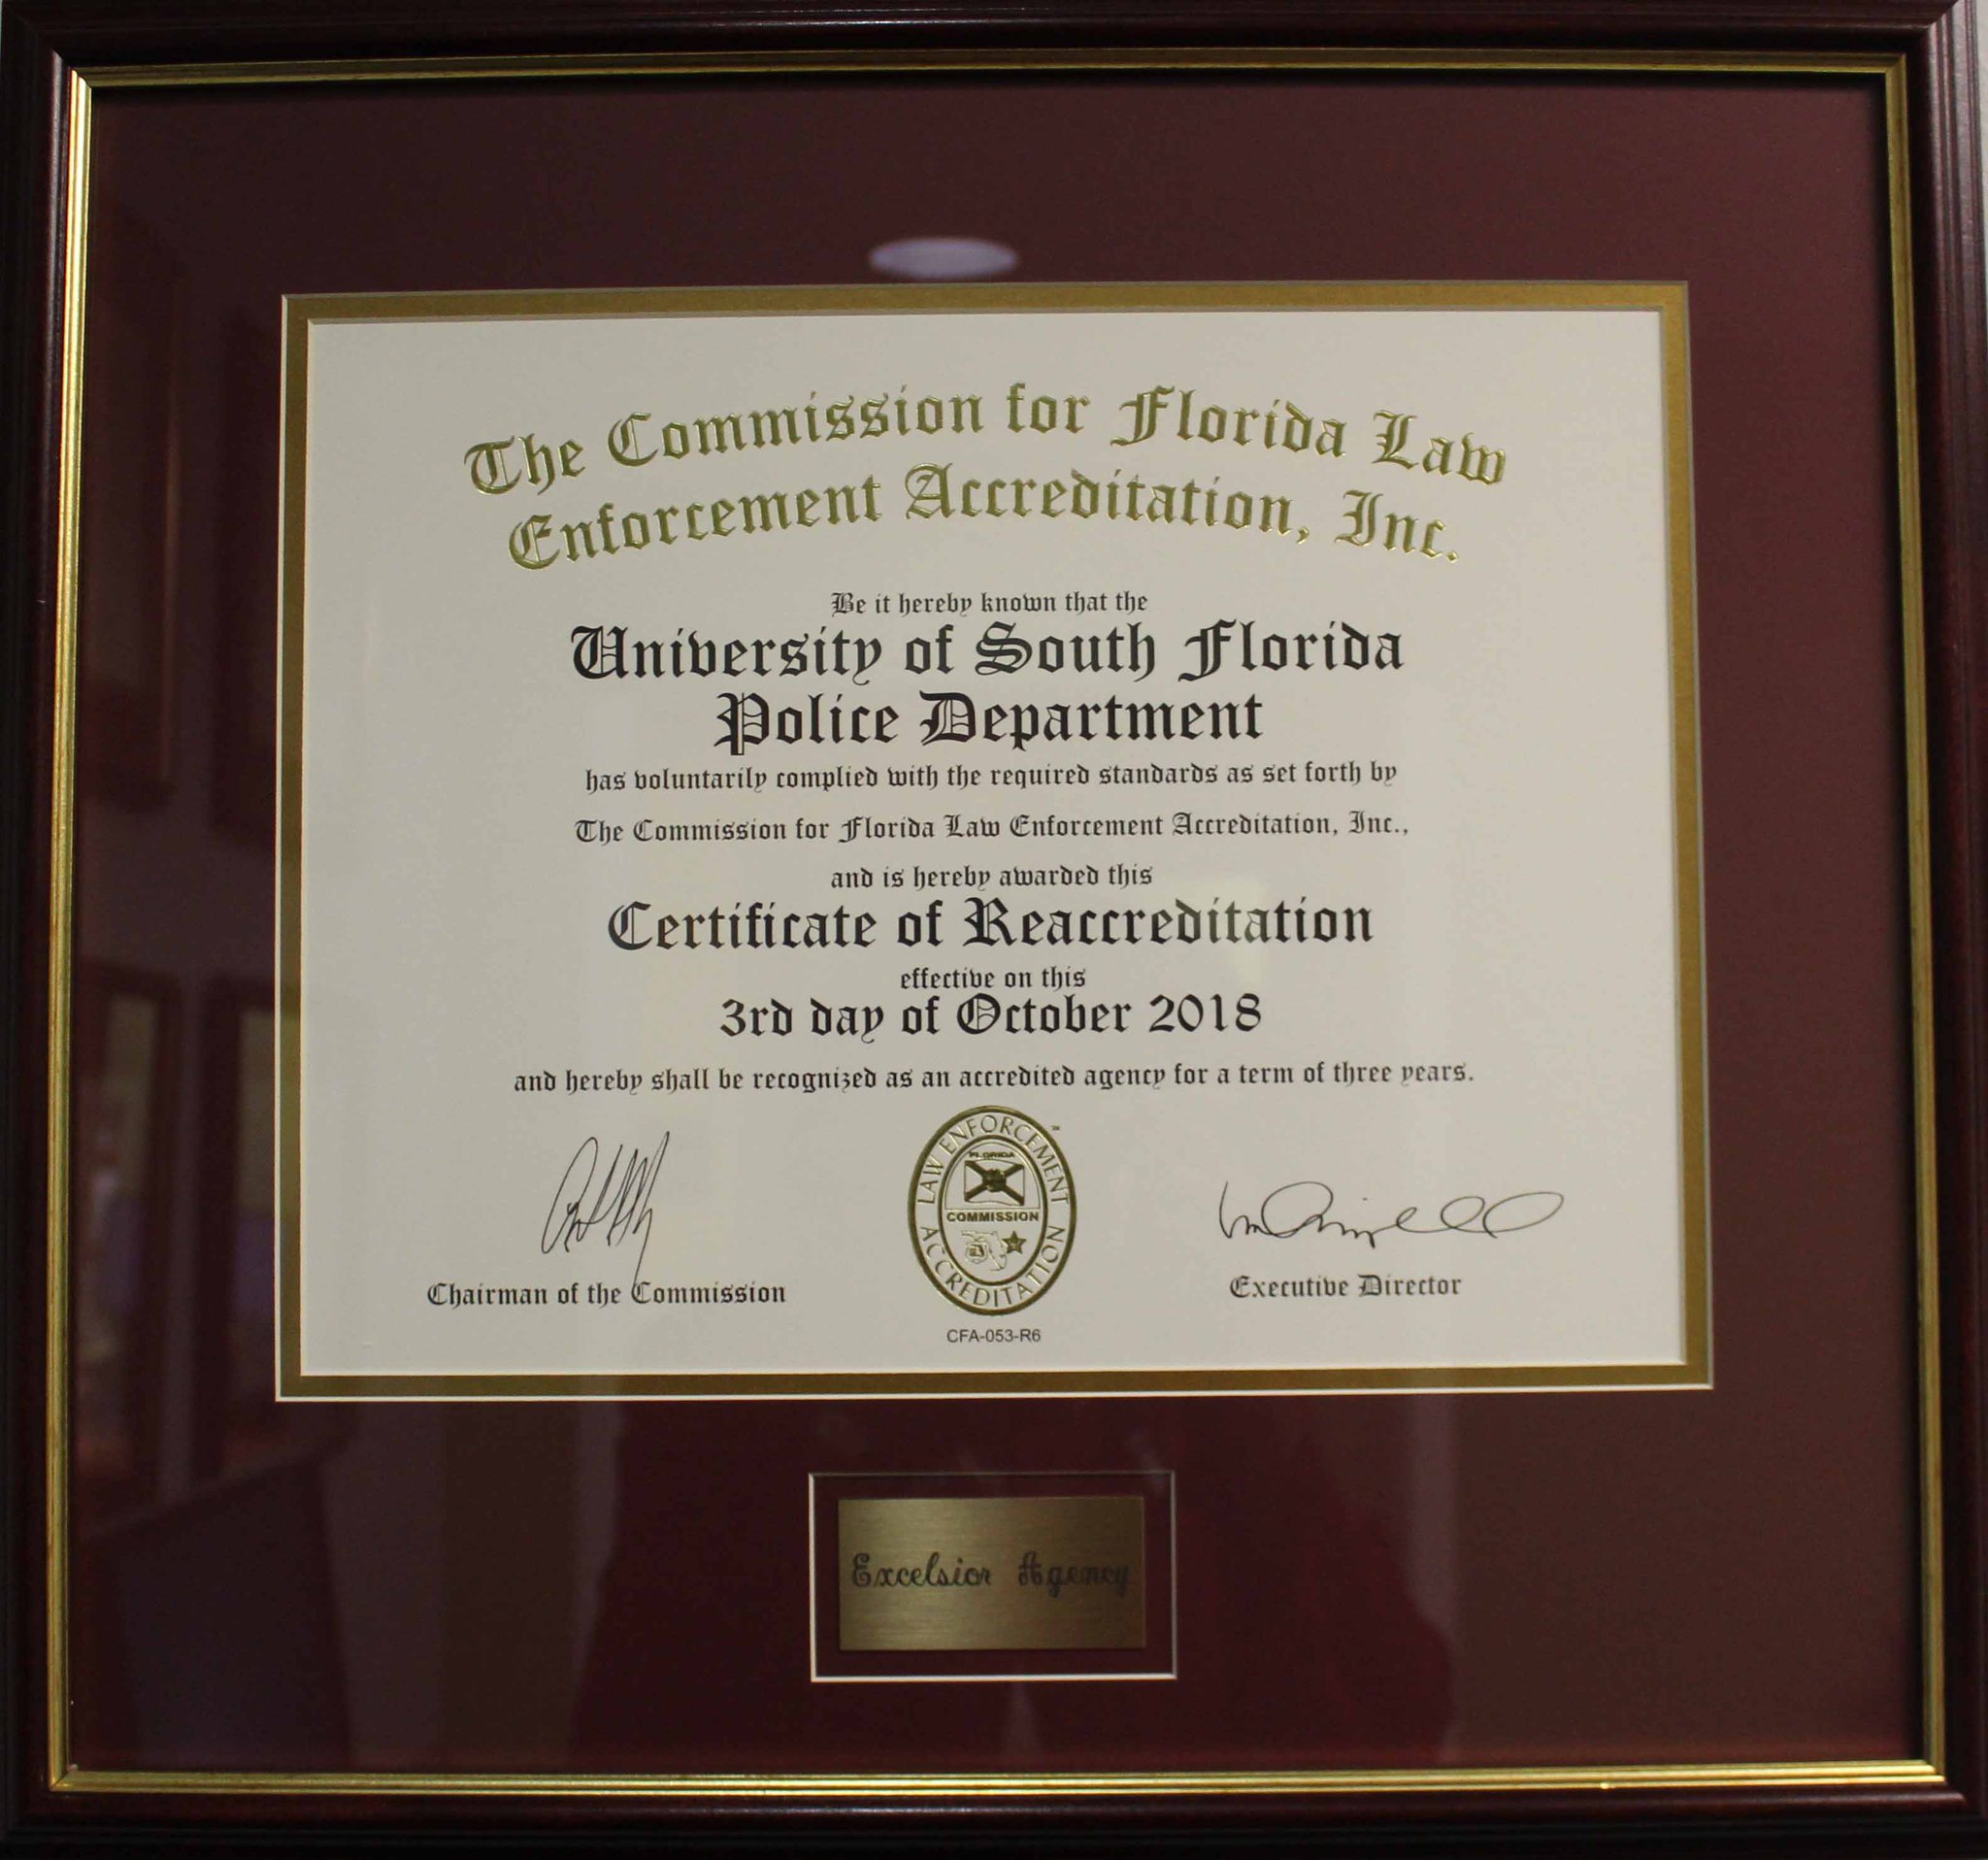 The Commission for Florida Law
Enforcement Accreditation, Inc.
Be it hereby known that the
University of South Florida
Police Department
has voluntarily complied with the required standards as set forth by
The Commission for Florida Law Enforcement Accreditation, Inc.,
and is hereby awarded this
Certificate of Reaccreditation
effective on this
3rd day of October 2018
and hereby shall be recognized as an accredited agency for a term of three years.
LAW ENFORCEMENT ™
FLORIDA
COMMISSION
ACCREDITATION
Chairman of the Commission
Executive Director
CFA-053-R6
Excelsior Agency